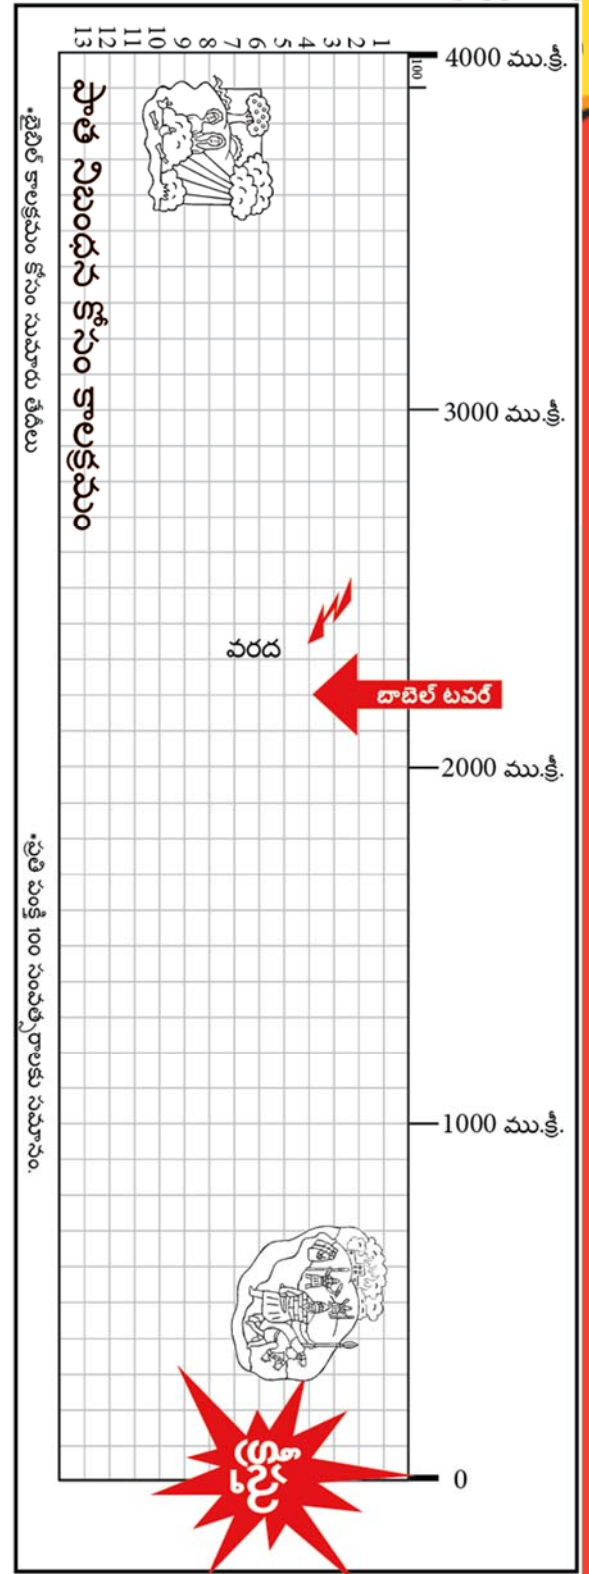 4000 ము.క్రీ.
100
1
2
3
4
5
6
7
8
9
10
11
12
13
పాత నిబంధన కోసం కాలక్రమం
*బైబిల్ కాలక్రమం కోసం సుమారు తేదీలు
3000 ము.క్రీ.
వరద
బాబెల్ టవర్
2000 ము.క్రీ.
*ప్రతి పంక్తి 100 సంవత్సరాలకు సమానం.
1000 ము.క్రీ.
క్రీస్తు
0